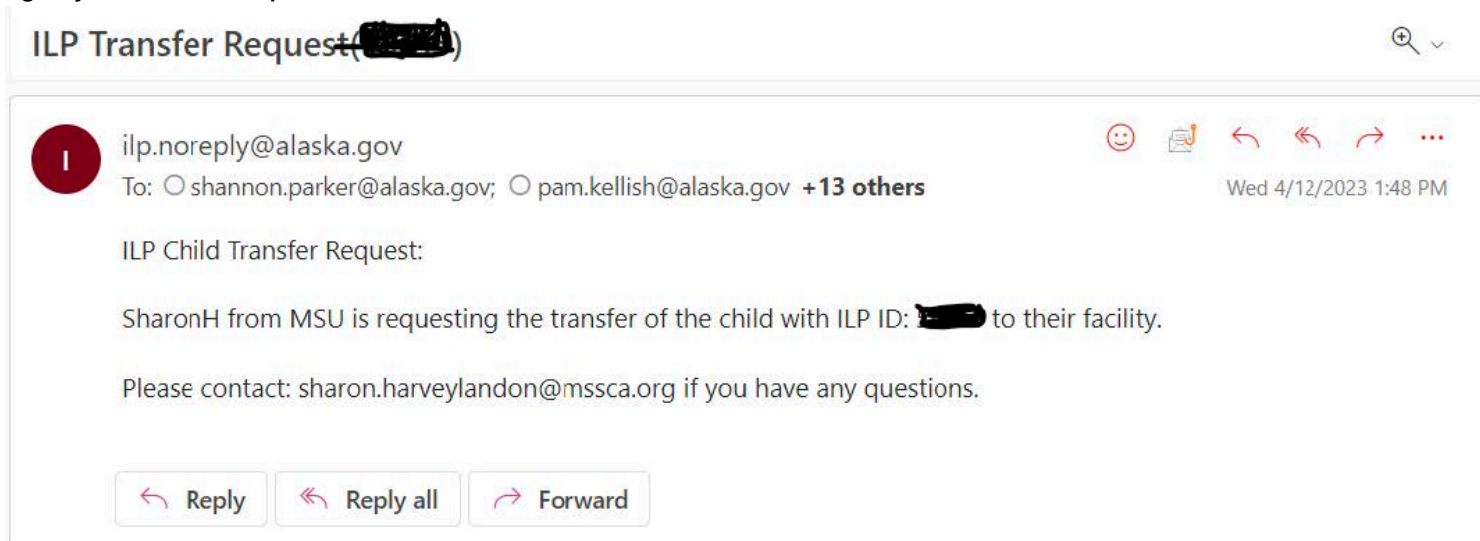 ILP Transfer Request( )
I
ilp.noreply@alaska.gov
To: shannon.parker@alaska.gov; pam.kellish@alaska.gov +13 others
Wed 4/12/2023 1:48 PM
ILP Child Transfer Request:
SharonH from MSU is requesting the transfer of the child with ILP ID: to their facility.
Please contact: sharon.harveylandon@mssca.org if you have any questions.
Reply
Reply all
Forward